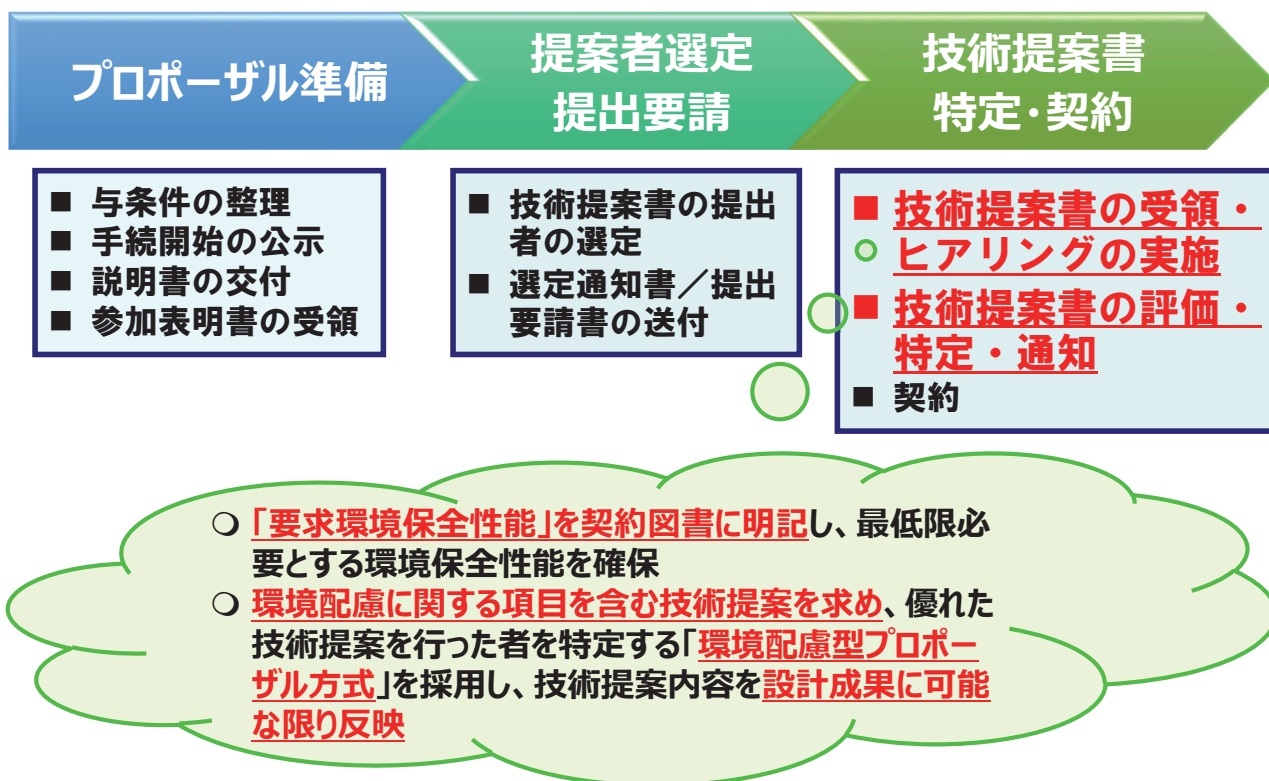 プロポーザル準備
提案者選定
提出要請
技術提案書
特定・契約
■ 与条件の整理
■ 手続開始の公示
■ 説明書の交付
■ 参加表明書の受領
■ 技術提案書の提出
者の選定
■ 選定通知書／提出
要請書の送付
■ 技術提案書の受領・
ヒアリングの実施
■ 技術提案書の評価・
特定・通知
■ 契約
○ 「要求環境保全性能」を契約図書に明記し、最低限必
要とする環境保全性能を確保
○ 環境配慮に関する項目を含む技術提案を求め、優れた
技術提案を行った者を特定する「環境配慮型プロポー
ザル方式」を採用し、技術提案内容を設計成果に可能
な限り反映